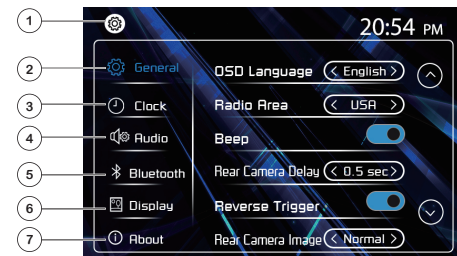 1
20:54 PM
2
General
OSD Language < English >
3
Clock
Radio Area < USA >
4
Audio
Beep
5
Bluetooth
Rear Camera Delay < 0.5 sec >
6
Display
Reverse Trigger
7
About
Rear Camera Image < Normal >